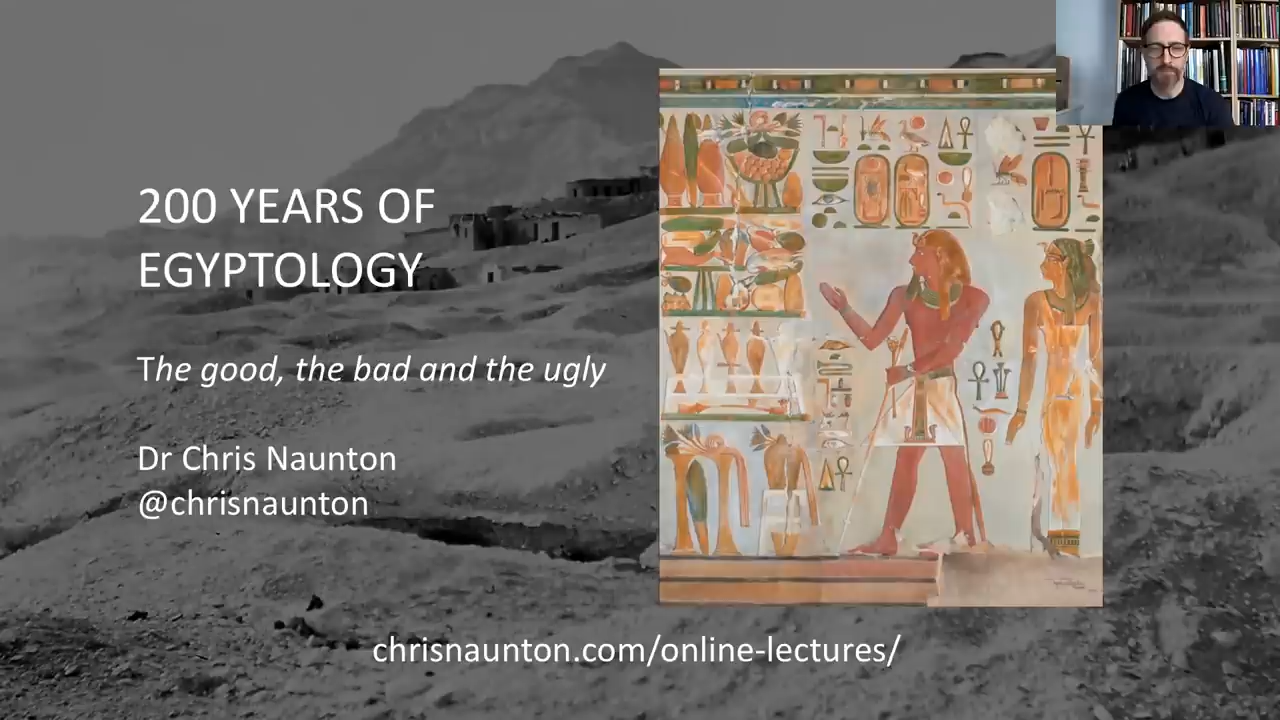 200 YEARS OF
EGYPTOLOGY
The good, the bad and the ugly
Dr Chris Naunton
@chrisnaunton
chrisnaunton.com/online-lectures/